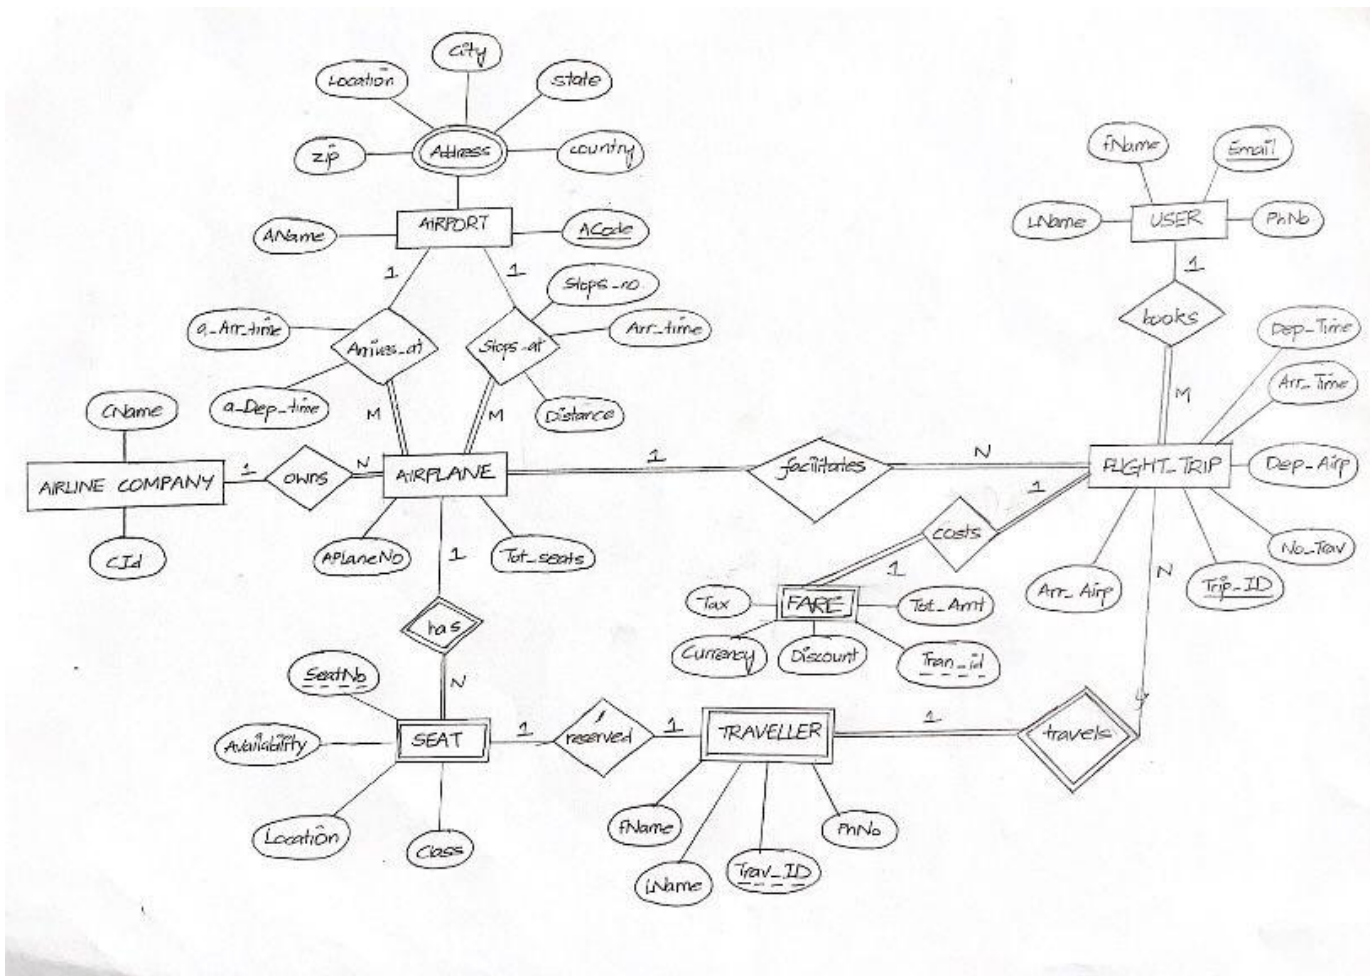 City
Location
state
zip
Address
country
fName
Email
AIRPORT
AName
ACode
LName
USER
PhNo
1
1
Stops_no.
1
a_Arr_time
Arrives_at
Stops_at
Arr_time
books
Dep_Time
a_Dep_time
Distance
M
M
M
Arr_Time
CName
AIRLINE COMPANY
1
owns
N
AIRPLANE
1
facilitates
N
FLIGHT_TRIP
Dep_Airp
1
costs
1
APlaneNo
Tot_seats
1
No_Trav
Arr_Airp
Trip_ID
N
CId
has
Tax
FARE
Tot_Amt
Currency
Discount
Tran_id
SeatNo
N
Availability
SEAT
1
reserved
1
TRAVELLER
1
travels
Location
Class
fName
LName
Trav_ID
PhNo